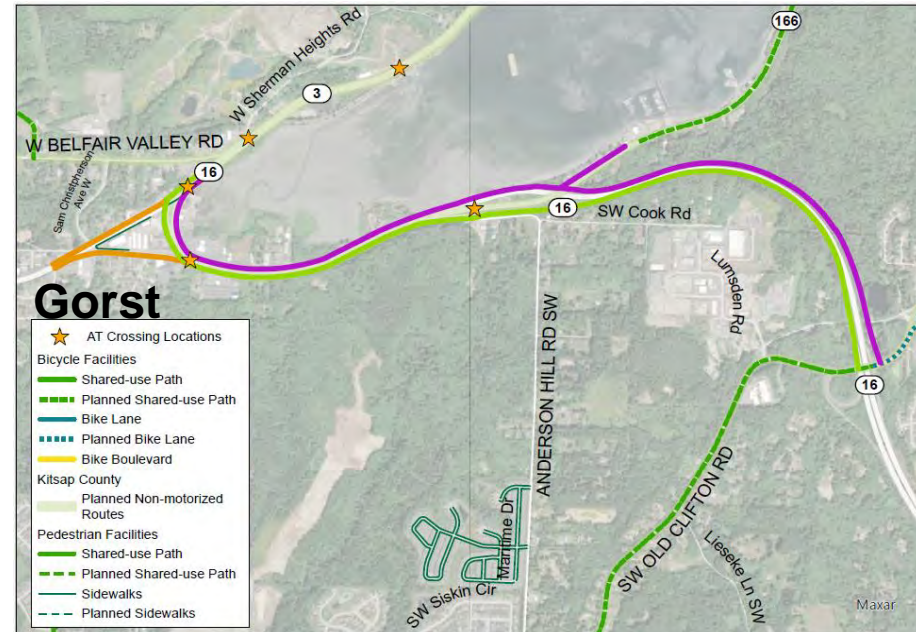 166
W Sherman Heights Rd
3
W BELFAIR VALLEY RD
16
Sam Christpherson
Ave W
16
SW Cook Rd
Lumsden Rd
Gorst
AT Crossing Locations
Bicycle Facilities
Shared-use Path
Planned Shared-use Path
Bike Lane
Planned Bike Lane
Bike Boulevard
Kitsap County
Planned Non-motorized
Routes
Pedestrian Facilities
Shared-use Path
Planned Shared-use Path
Sidewalks
Planned Sidewalks
ANDERSON HILL RD SW
16
SW OLD CLIFTON RD
Maritime Dr
Lieseke Ln SW
SW Siskin Cir
Maxar